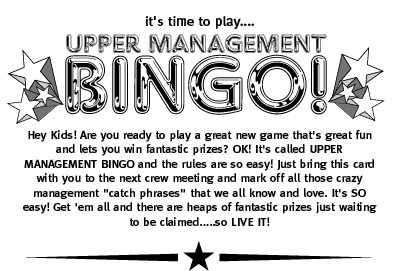 it's time to play....
UPPER MANAGEMENT
BINGO!
Hey Kids! Are you ready to play a great new game that's great fun
and lets you win fantastic prizes? OK! It's called UPPER
MANAGEMENT BINGO and the rules are so easy! Just bring this card
with you to the next crew meeting and mark off all those crazy
management "catch phrases" that we all know and love. It's SO
easy! Get 'em all and there are heaps of fantastic prizes just waiting
to be claimed.....so LIVE IT!